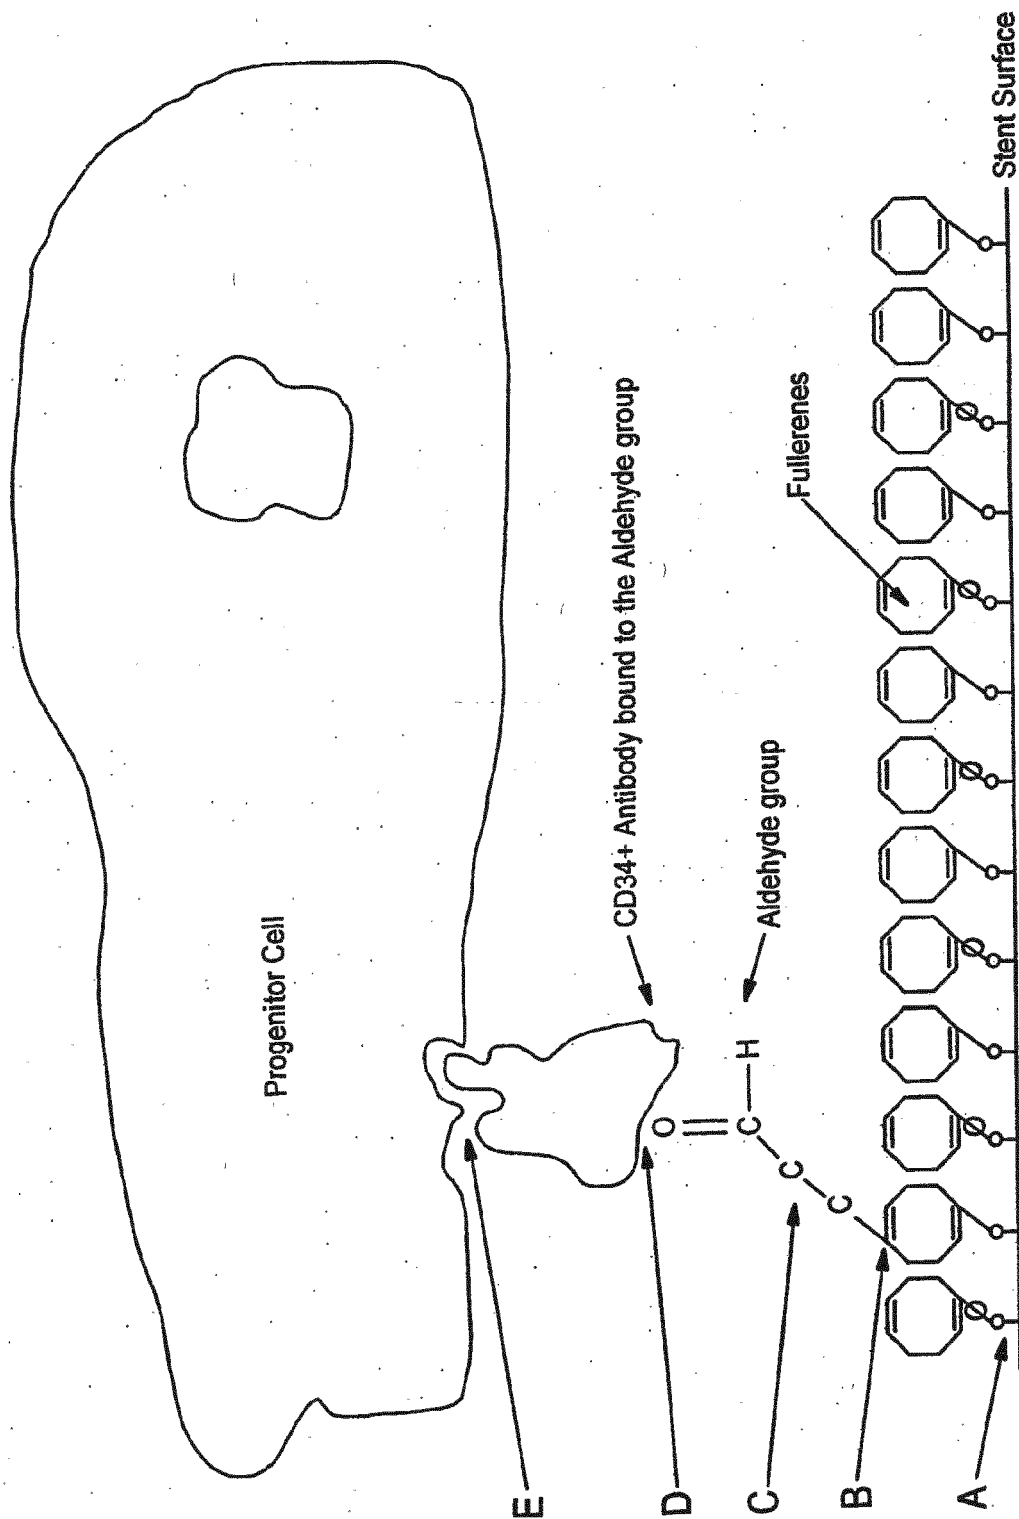 Progenitor Cell
E
CD34+ Antibody bound to the Aldehyde group
D
O
C
H
Aldehyde group
C
C
C
Fullerenes
B
A
Stent Surface